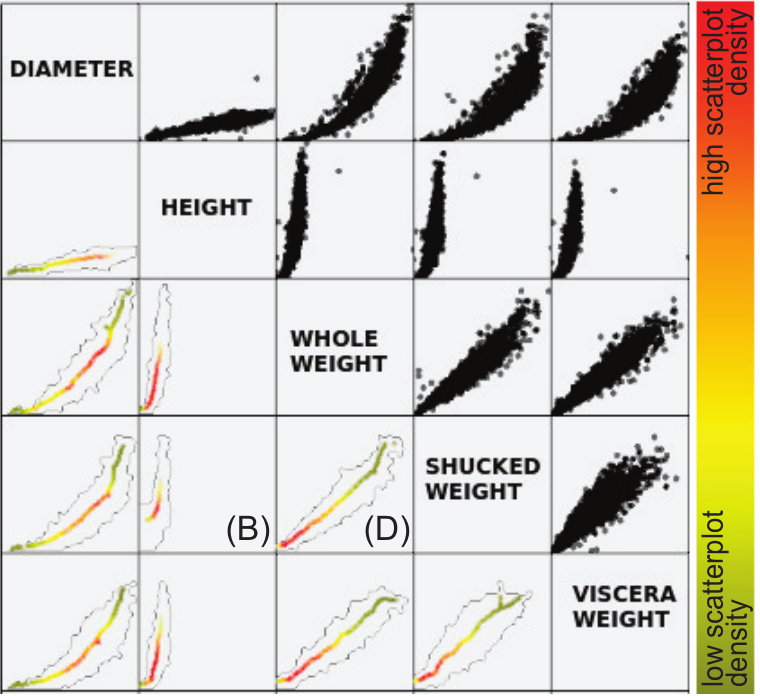 DIAMETER
HEIGHT
WHOLE
WEIGHT
(B)
(D)
SHUCKED
WEIGHT
VISCERA
WEIGHT
high scatterplot
density
low scatterplot
density